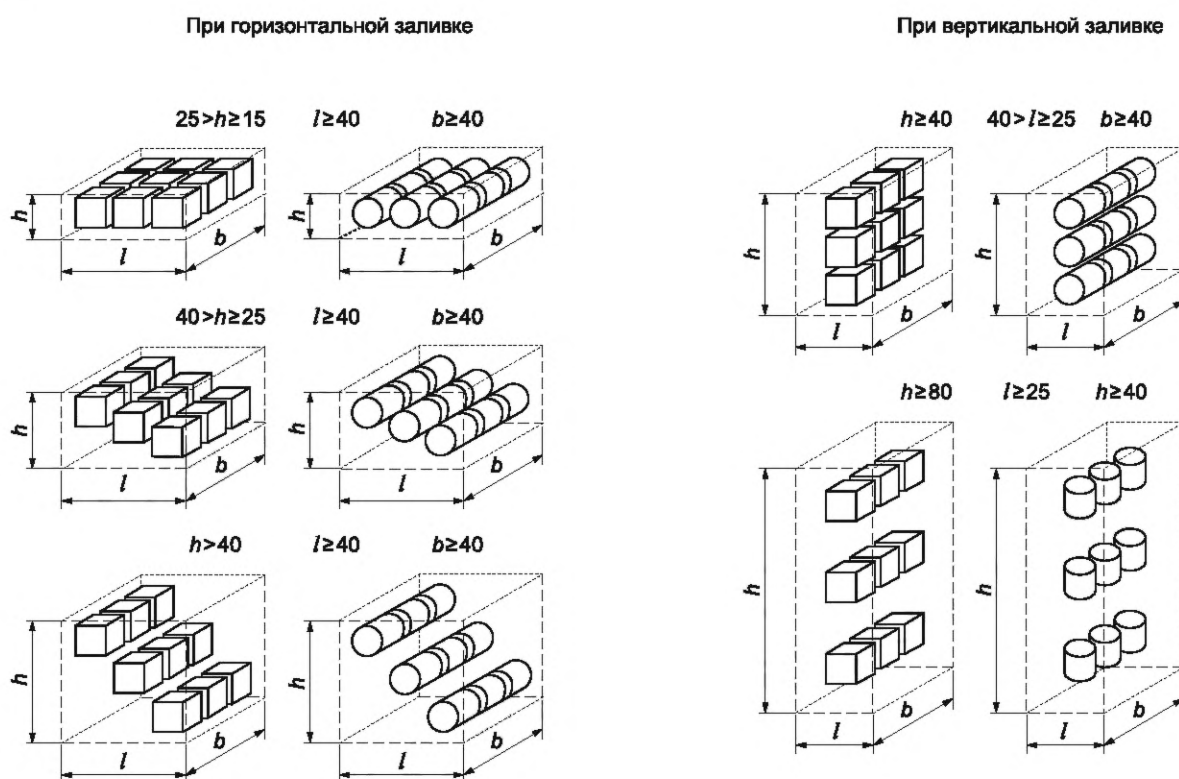 При горизонтальной заливке
25>h≥15 l≥40 b≥40
h l b h l b
40>h≥25 l≥40 b≥40
h l b h l b
h>40 l≥40 b≥40
h l b h l b
При вертикальной заливке
h≥40 40>l≥25 b≥40
h l b h l b
h≥80 l≥25 h≥40
h l b h l b